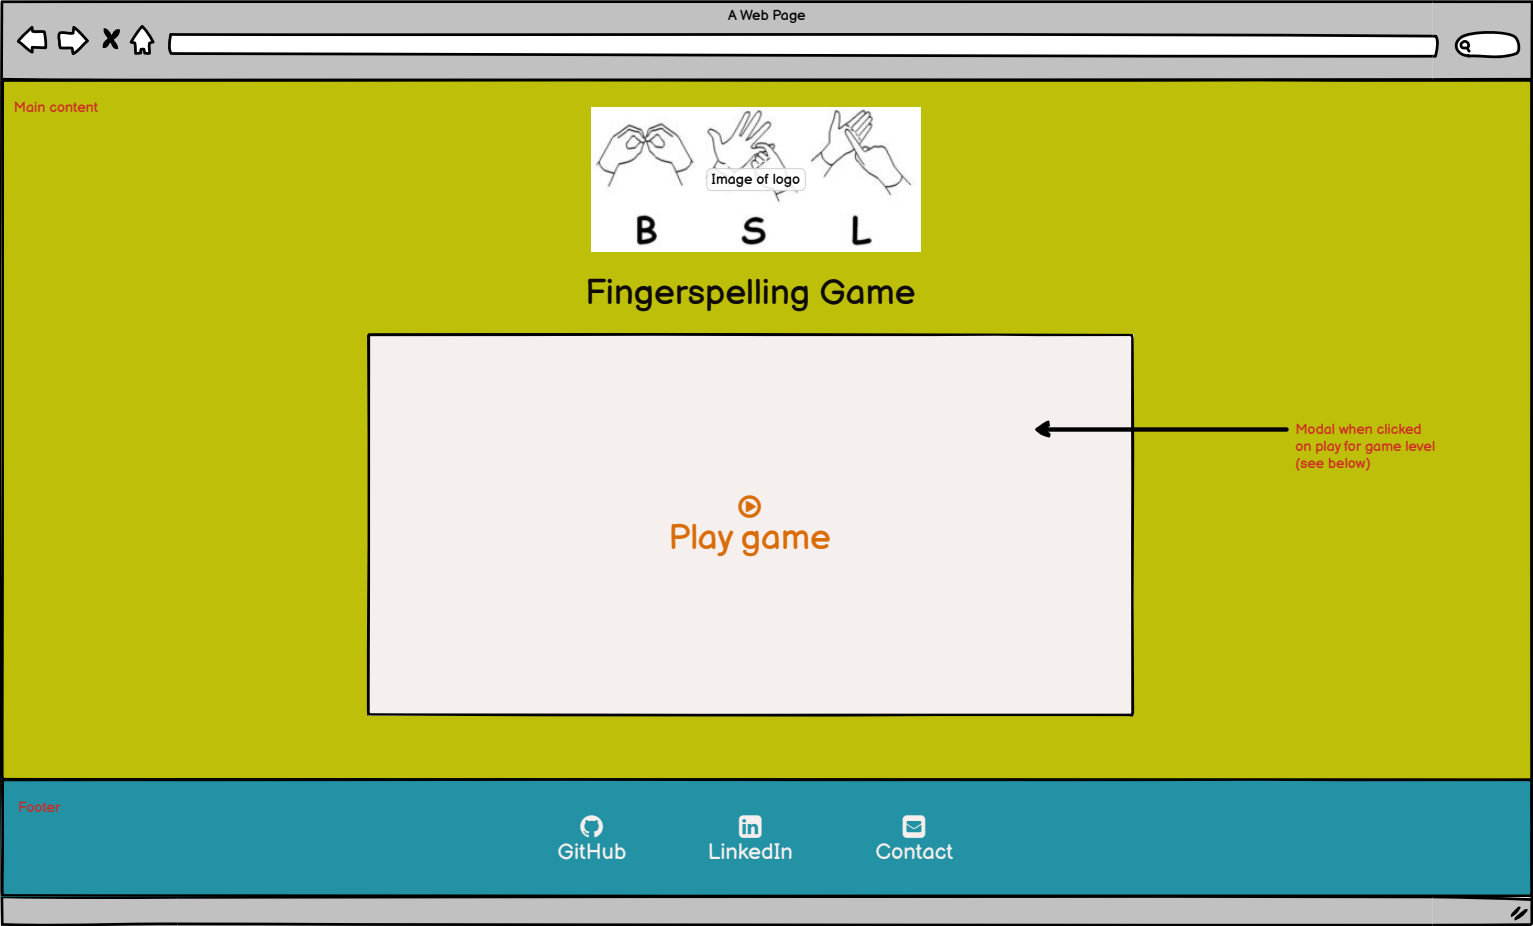 A Web Page
Main content
Image of logo
B S L
Fingerspelling Game
Modal when clicked
on play for game level
(see below)
Play game
Footer
GitHub LinkedIn Contact